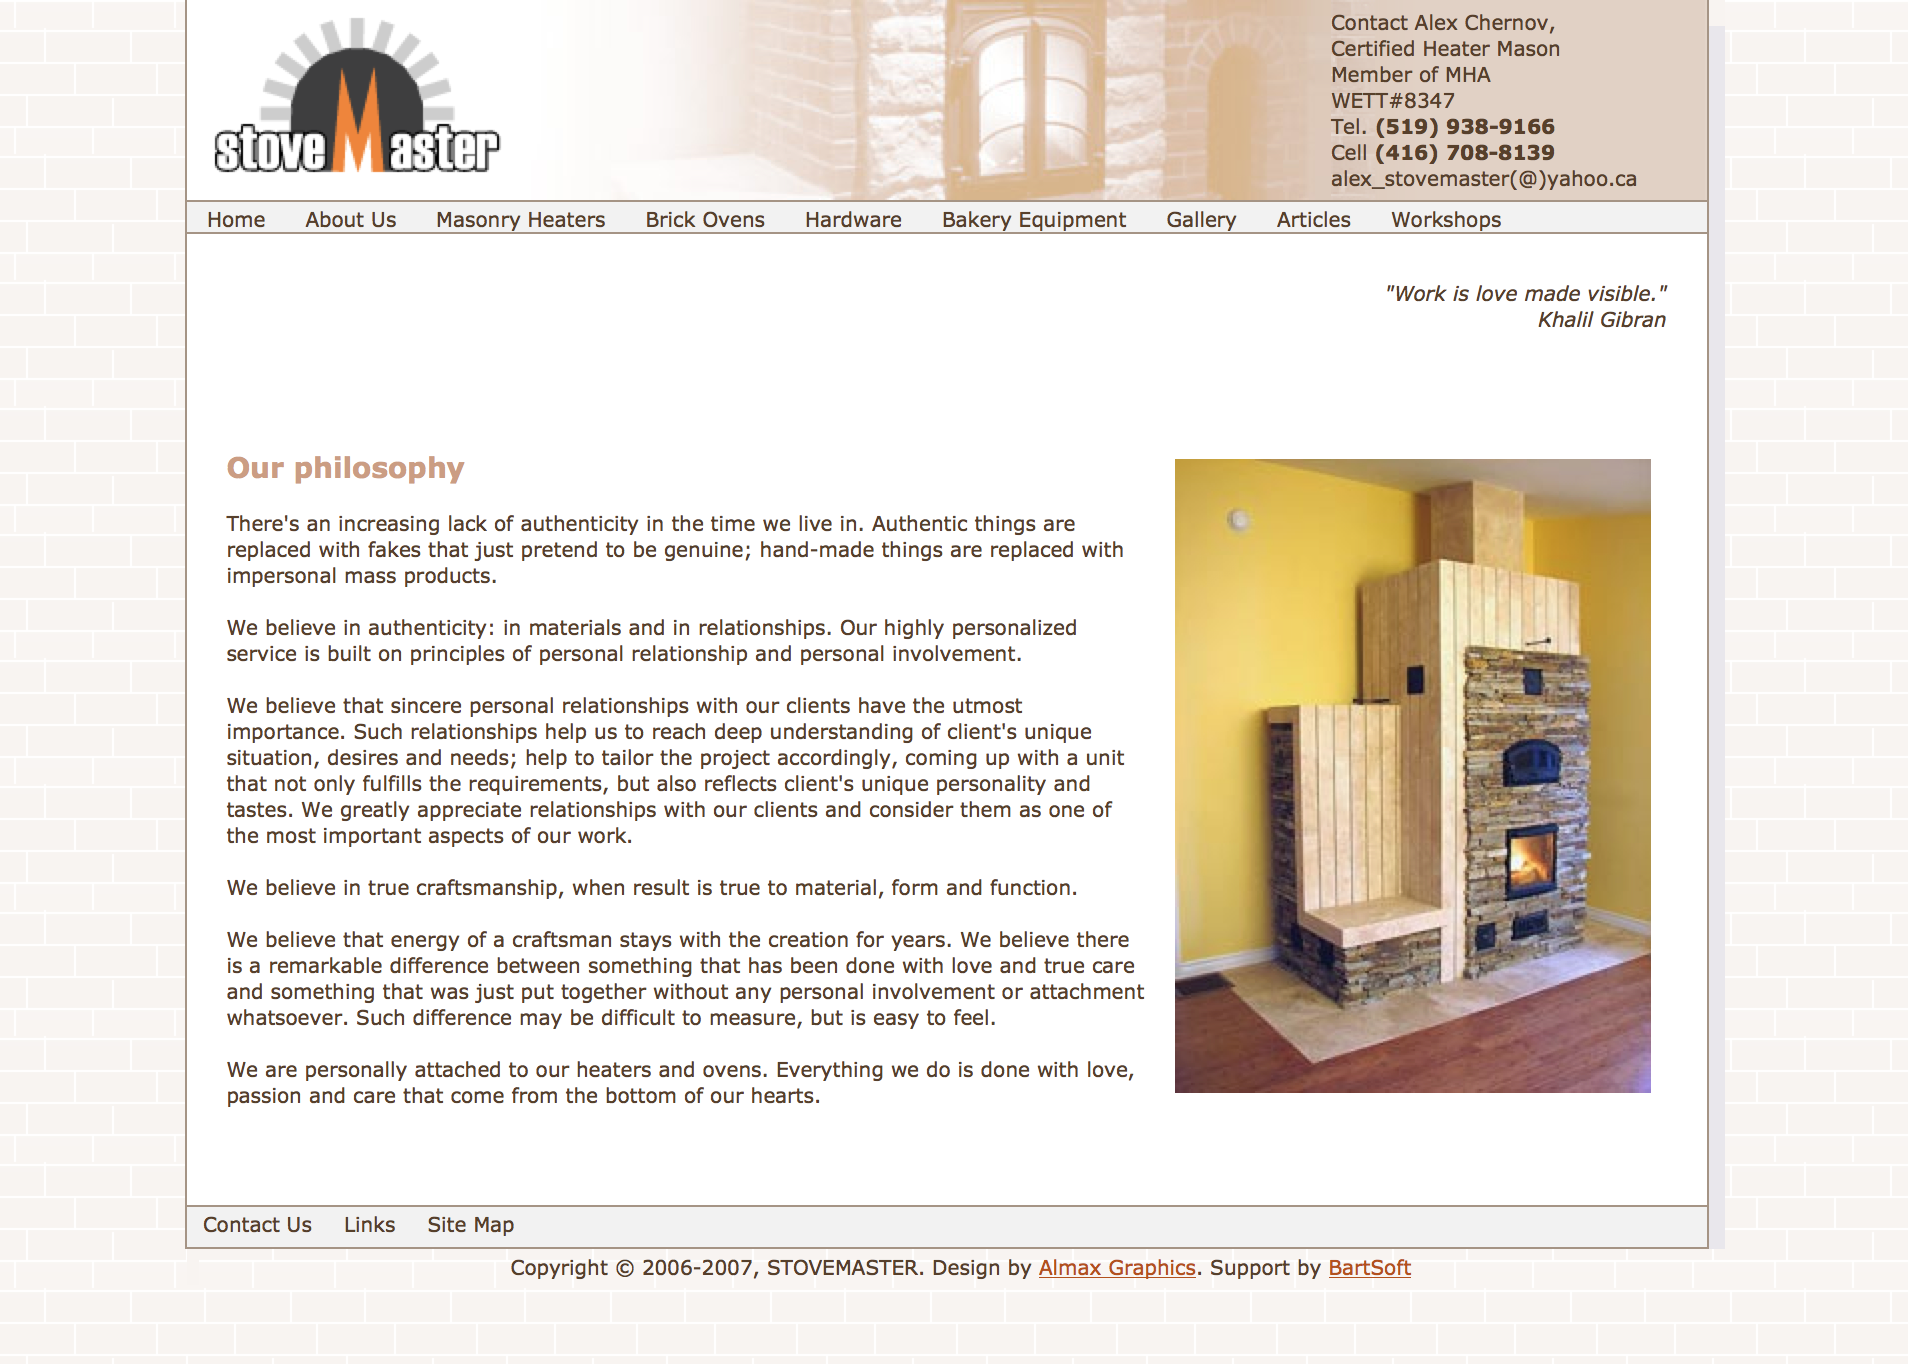 stoveMaster
Contact Alex Chernov,
Certified Heater Mason
Member of MHA
WETT#8347
Tel. (519) 938-9166
Cell (416) 708-8139
alex_stovemaster(@)yahoo.ca
Home About Us Masonry Heaters Brick Ovens Hardware Bakery Equipment Gallery Articles Workshops
"Work is love made visible."
Khalil Gibran
Our philosophy
There's an increasing lack of authenticity in the time we live in. Authentic things are
replaced with fakes that just pretend to be genuine; hand-made things are replaced with
impersonal mass products.
We believe in authenticity: in materials and in relationships. Our highly personalized
service is built on principles of personal relationship and personal involvement.
We believe that sincere personal relationships with our clients have the utmost
importance. Such relationships help us to reach deep understanding of client's unique
situation, desires and needs; help to tailor the project accordingly, coming up with a unit
that not only fulfills the requirements, but also reflects client's unique personality and
tastes. We greatly appreciate relationships with our clients and consider them as one of
the most important aspects of our work.
We believe in true craftsmanship, when result is true to material, form and function.
We believe that energy of a craftsman stays with the creation for years. We believe there
is a remarkable difference between something that has been done with love and true care
and something that was just put together without any personal involvement or attachment
whatsoever. Such difference may be difficult to measure, but is easy to feel.
We are personally attached to our heaters and ovens. Everything we do is done with love,
passion and care that come from the bottom of our hearts.
Contact Us Links Site Map
Copyright © 2006-2007, STOVEMASTER. Design by Almax Graphics. Support by BartSoft